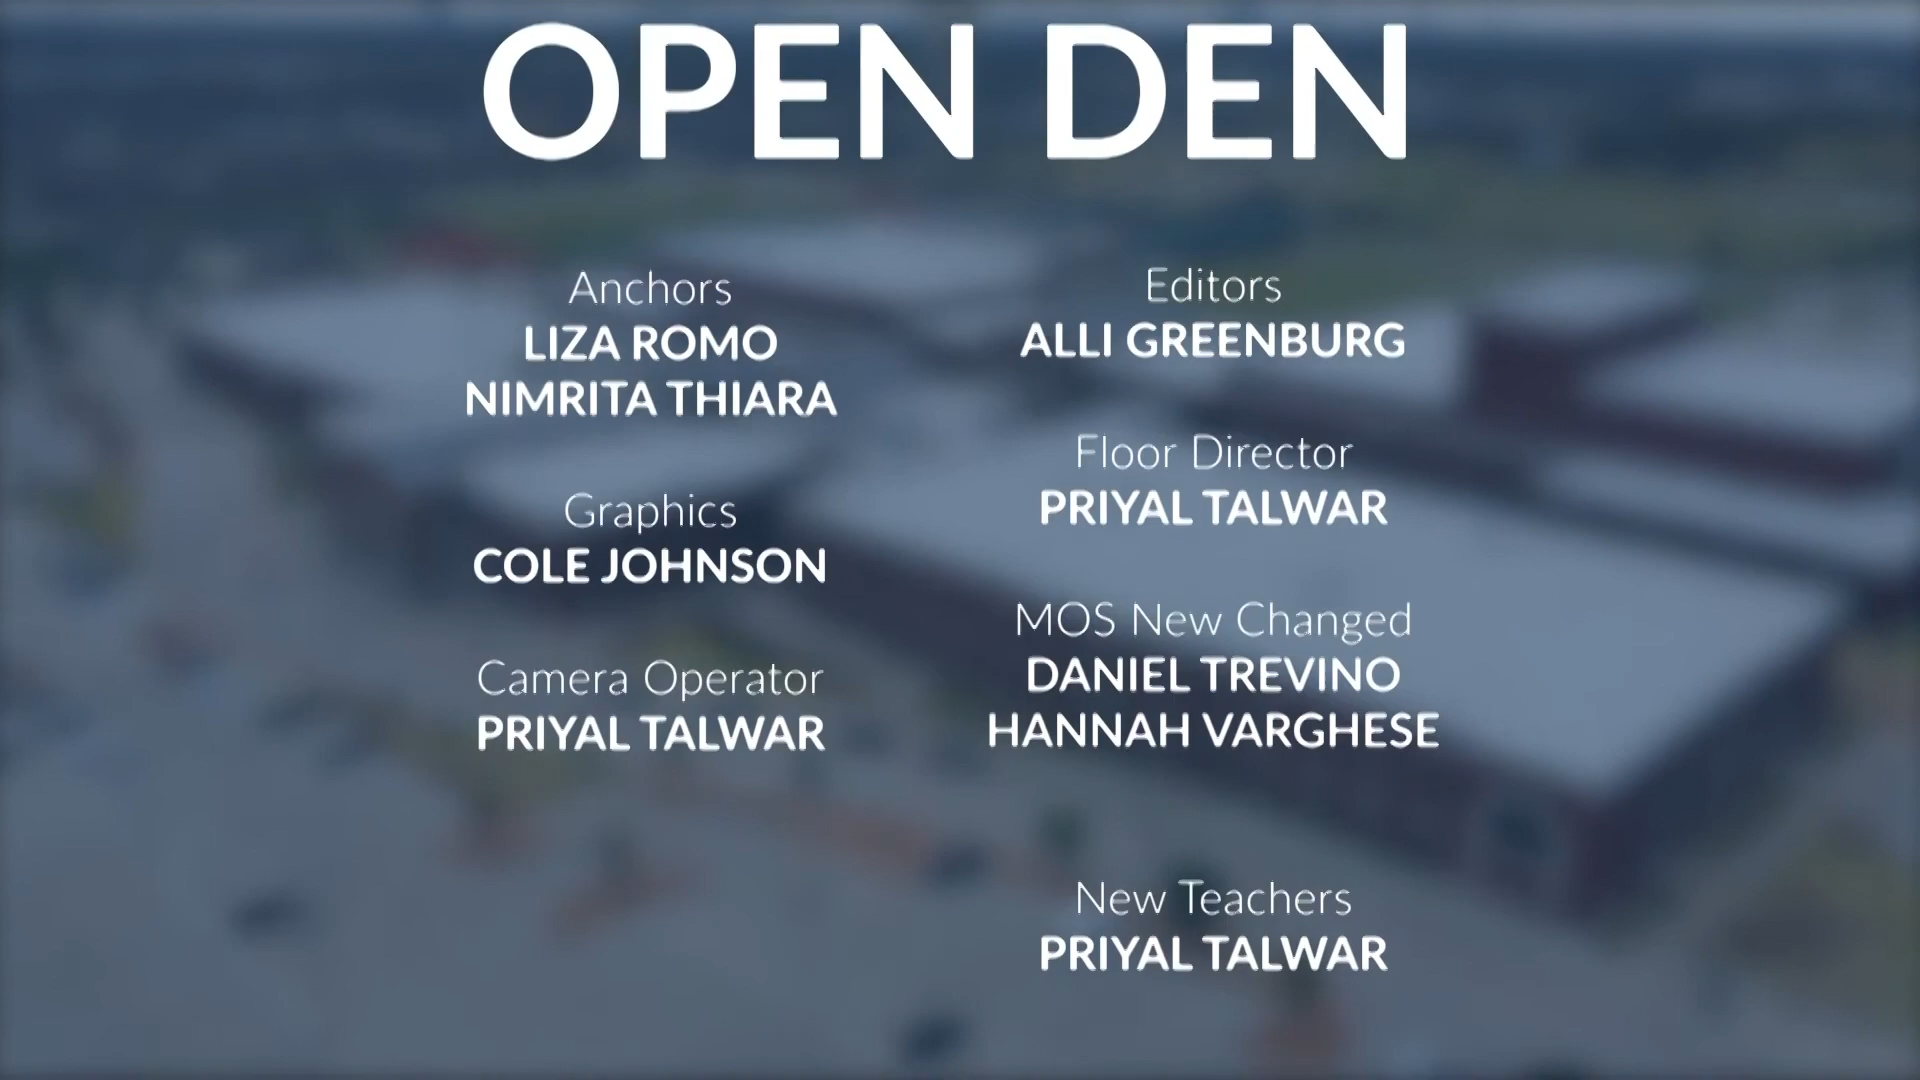 OPEN DEN
Anchors
LIZA ROMO
NIMRITA THIARA
Graphics
COLE JOHNSON
Camera Operator
PRIYAL TALWAR
Editors
ALLI GREENBURG
Floor Director
PRIYAL TALWAR
MOS New Changed
DANIEL TREVINO
HANNAH VARGHESE
New Teachers
PRIYAL TALWAR